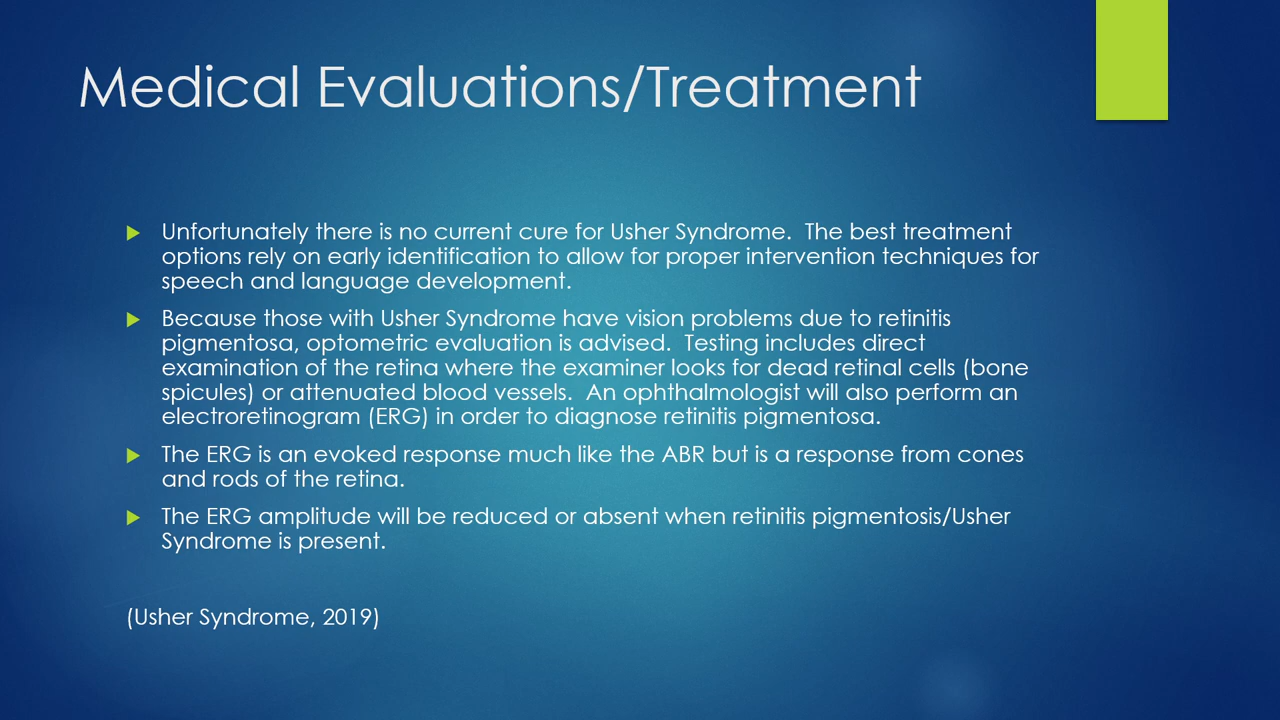 Medical Evaluations/Treatment
Unfortunately there is no current cure for Usher Syndrome.  The best treatment
options rely on early identification to allow for proper intervention techniques for
speech and language development.
Because those with Usher Syndrome have vision problems due to retinitis
pigmentosa, optometric evaluation is advised.  Testing includes direct
examination of the retina where the examiner looks for dead retinal cells (bone
spicules) or attenuated blood vessels.  An ophthalmologist will also perform an
electroretinogram (ERG) in order to diagnose retinitis pigmentosa.
The ERG is an evoked response much like the ABR but is a response from cones
and rods of the retina.
The ERG amplitude will be reduced or absent when retinitis pigmentosis/Usher
Syndrome is present.
(Usher Syndrome, 2019)